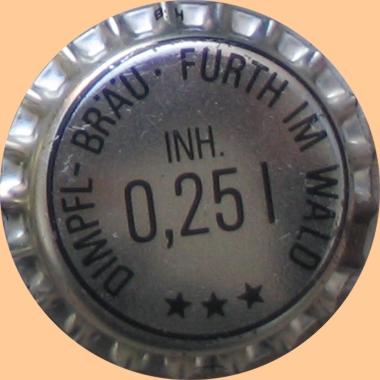 DIMPFL-BRÄU · FURTH IM WALD
INH.
0,25 l
★★★